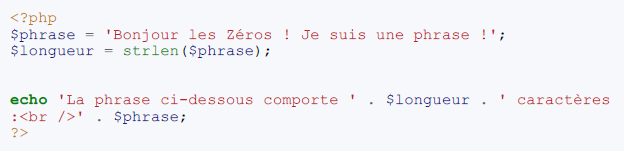 <?php
$phrase = 'Bonjour les Zéros ! Je suis une phrase !';
$longueur = strlen($phrase);
echo 'La phrase ci-dessous comporte ' . $longueur . ' caractères
:<br />' . $phrase;
?>